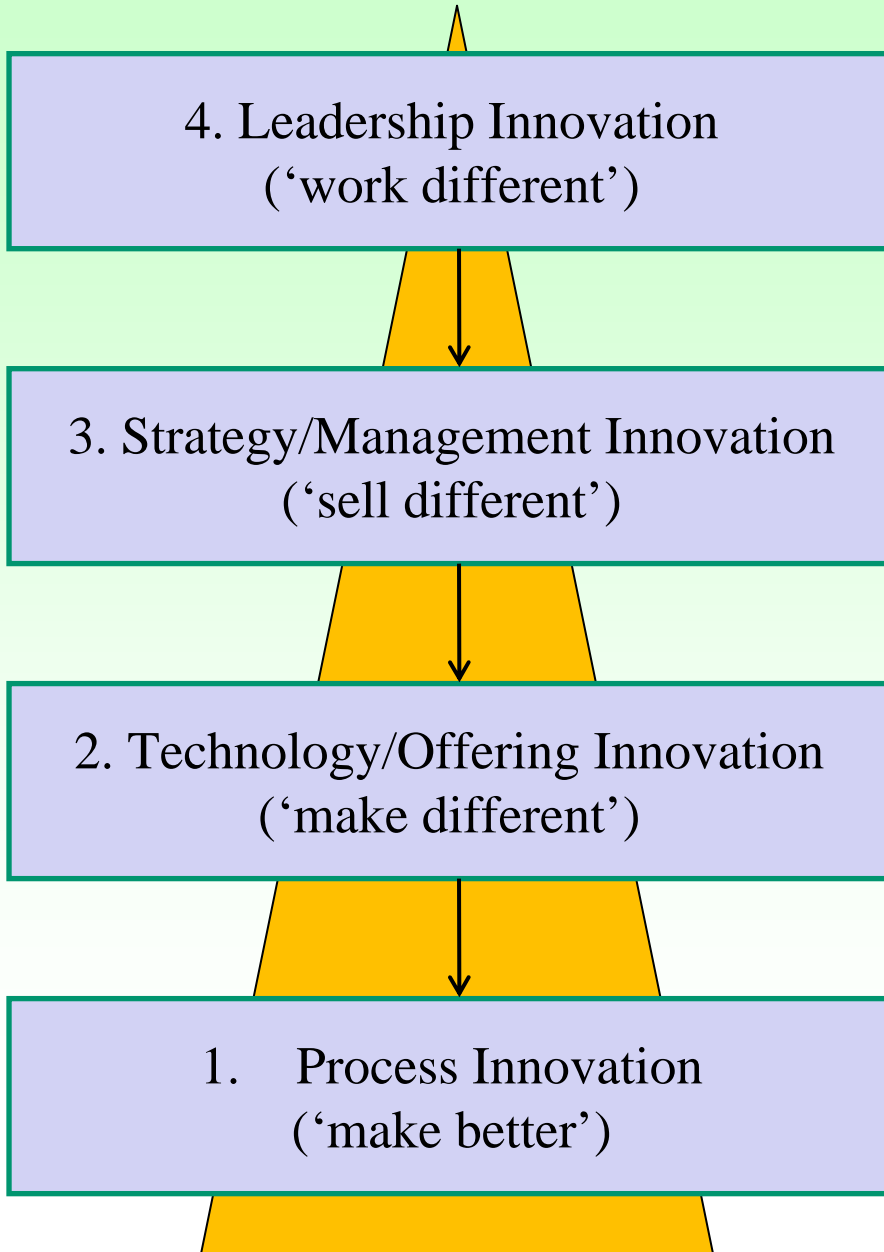 4. Leadership Innovation
(‘work different’)
3. Strategy/Management Innovation
(‘sell different’)
2. Technology/Offering Innovation
(‘make different’)
1. Process Innovation
(‘make better’)